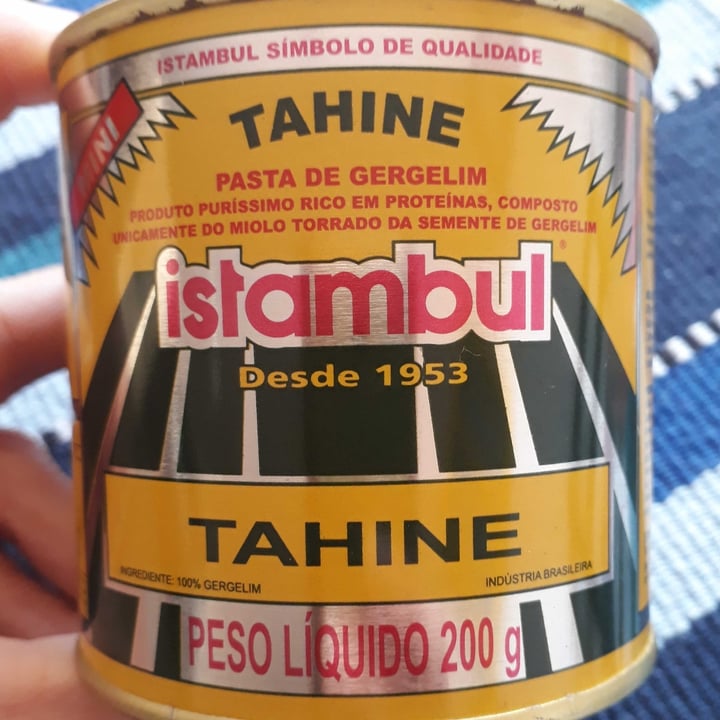 ISTAMBUL SÍMBOLO DE QUALIDADE
MINI
TAHINE
PASTA DE GERGELIM
PRODUTO PURÍSSIMO RICO EM PROTEÍNAS, COMPOSTO
UNICAMENTE DO MIOLO TORRADO DA SEMENTE DE GERGELIM
istambul®
Desde 1953
TAHINE
INGREDIENTE: 100% GERGELIM
INDÚSTRIA BRASILEIRA
PESO LÍQUIDO 200 g